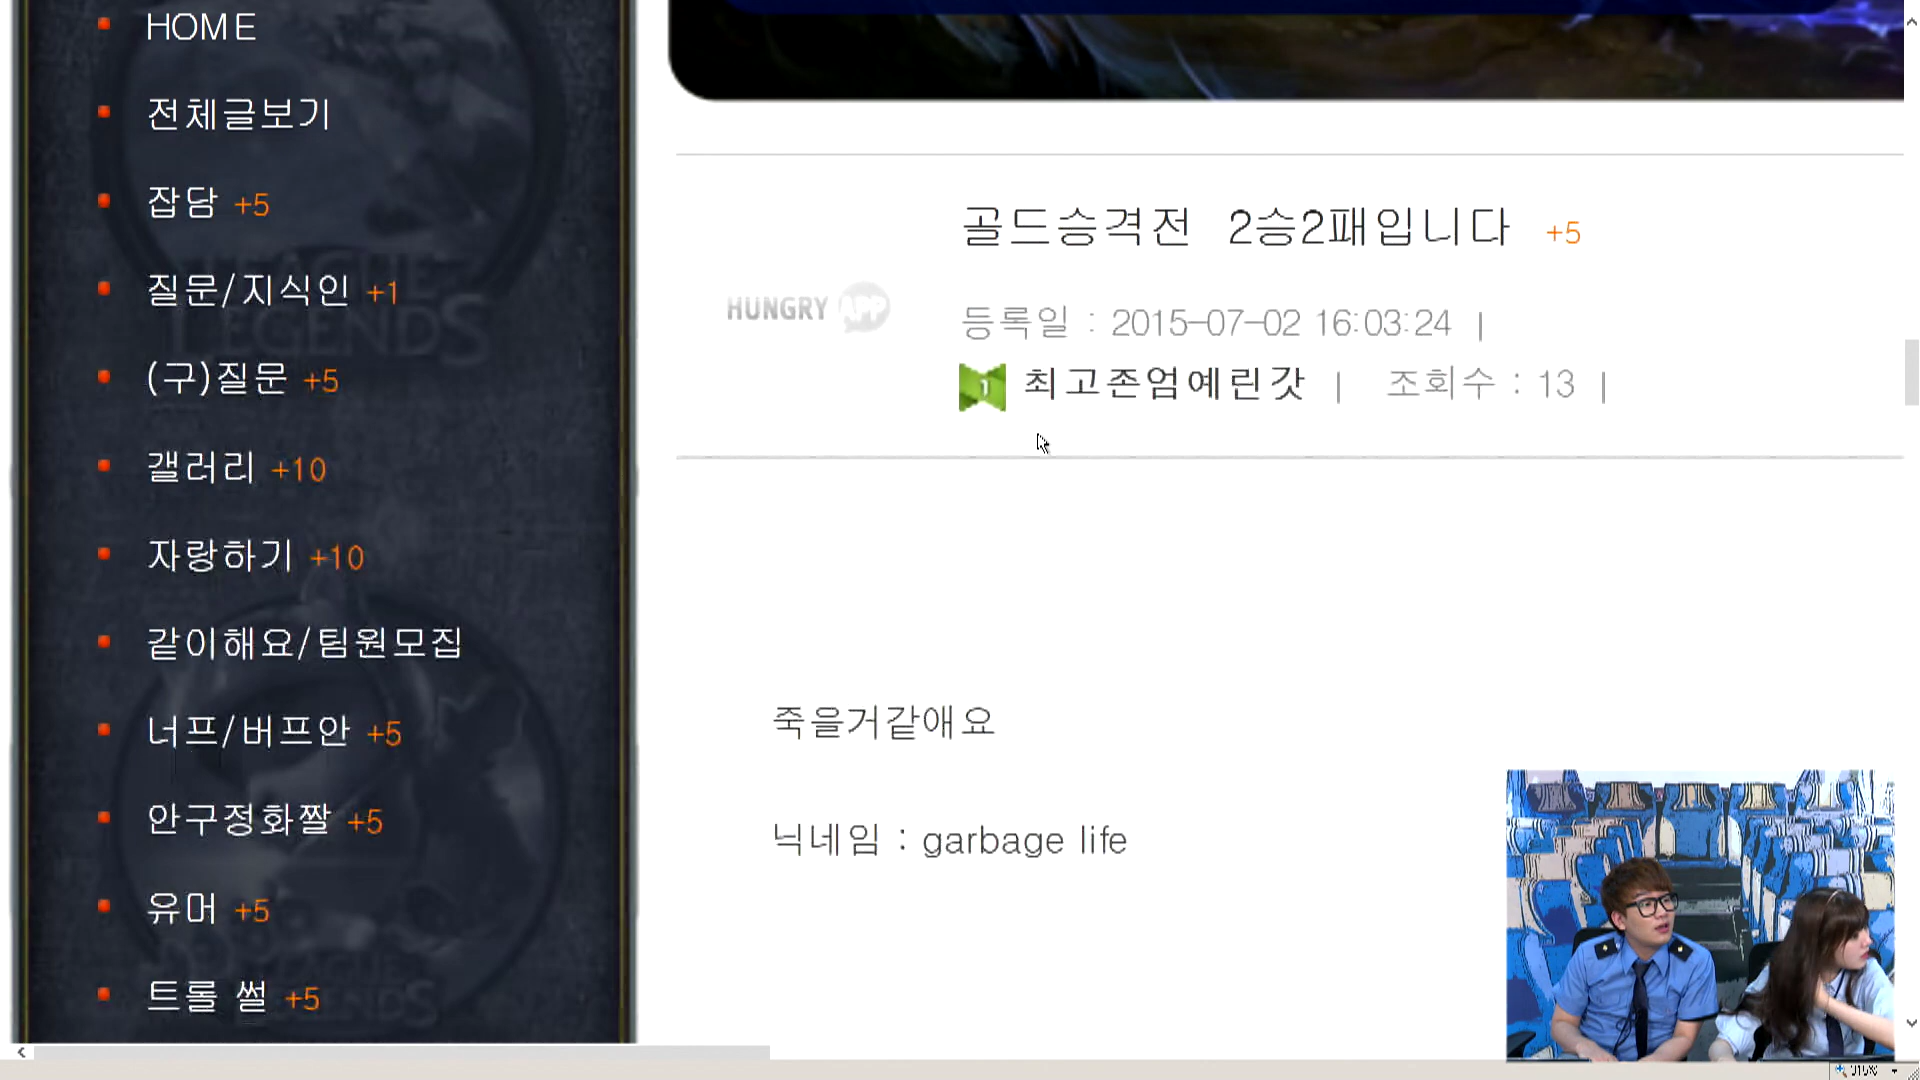 HOME
전체글보기
잡담 +5
질문/지식인 +1
(구)질문 +5
갤러리 +10
자랑하기 +10
같이해요/팀원모집
너프/버프안 +5
안구정화짤 +5
유머 +5
트롤 썰 +5
LEAGUE
LEGENDS
골드승격전 2승2패입니다 +5
HUNGRY APP
등록일 : 2015-07-02 16:03:24 |
1 최고존엄예린갓 | 조회수 : 13 |
죽을거같애요
닉네임 : garbage life